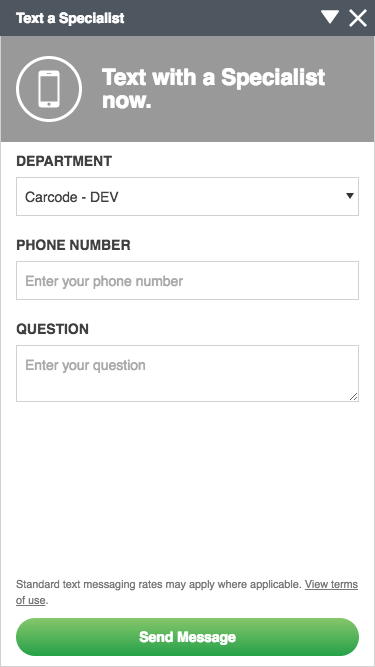 Text a Specialist
Text with a Specialist
now.
DEPARTMENT
Carcode - DEV
PHONE NUMBER
Enter your phone number
QUESTION
Enter your question
Standard text messaging rates may apply where applicable. View terms
of use.
Send Message